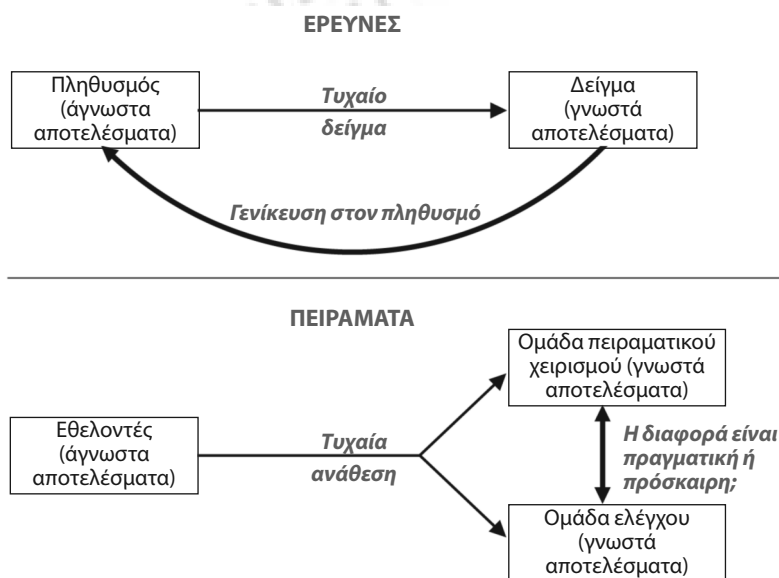 ΕΡΕΥΝΕΣ
Πληθυσμός
(άγνωστα
αποτελέσματα)
Τυχαίο
δείγμα
Δείγμα
(γνωστά
αποτελέσματα)
Γενίκευση στον πληθυσμό
ΠΕΙΡΑΜΑΤΑ
Εθελοντές
(άγνωστα
αποτελέσματα)
Τυχαία
ανάθεση
Ομάδα πειραματικού
χειρισμού (γνωστά
αποτελέσματα)
Η διαφορά είναι
πραγματική ή
πρόσκαιρη;
Ομάδα ελέγχου
(γνωστά
αποτελέσματα)